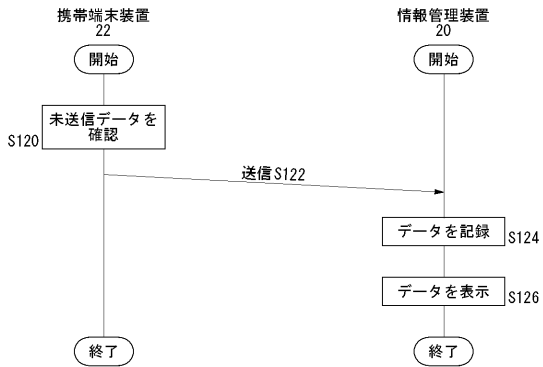 携帯端末装置
22
情報管理装置
20
開始
開始
未送信データを
確認
S120
送信S122
データを記録
S124
データを表示
S126
終了
終了